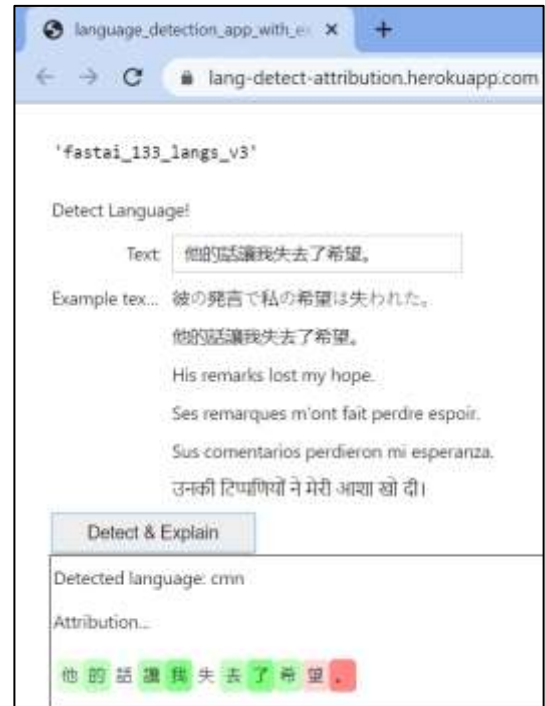 language_detection_app_with_e
lang-detect-attribution.herokuapp.com
'fastai_133_langs_v3'
Detect Language!
Text 他的話讓我失去了希望。
Example tex... 彼の発言で私の希望は失われた。
他的話讓我失去了希望。
His remarks lost my hope.
Ses remarques m'ont fait perdre espoir.
Sus comentarios perdieron mi esperanza.
उनकी टिप्पणियों ने मेरी आशा खो दी।
Detect & Explain
Detected language: cmn
Attribution...
他 的 話 讓 我 失 去 了 希 望 。